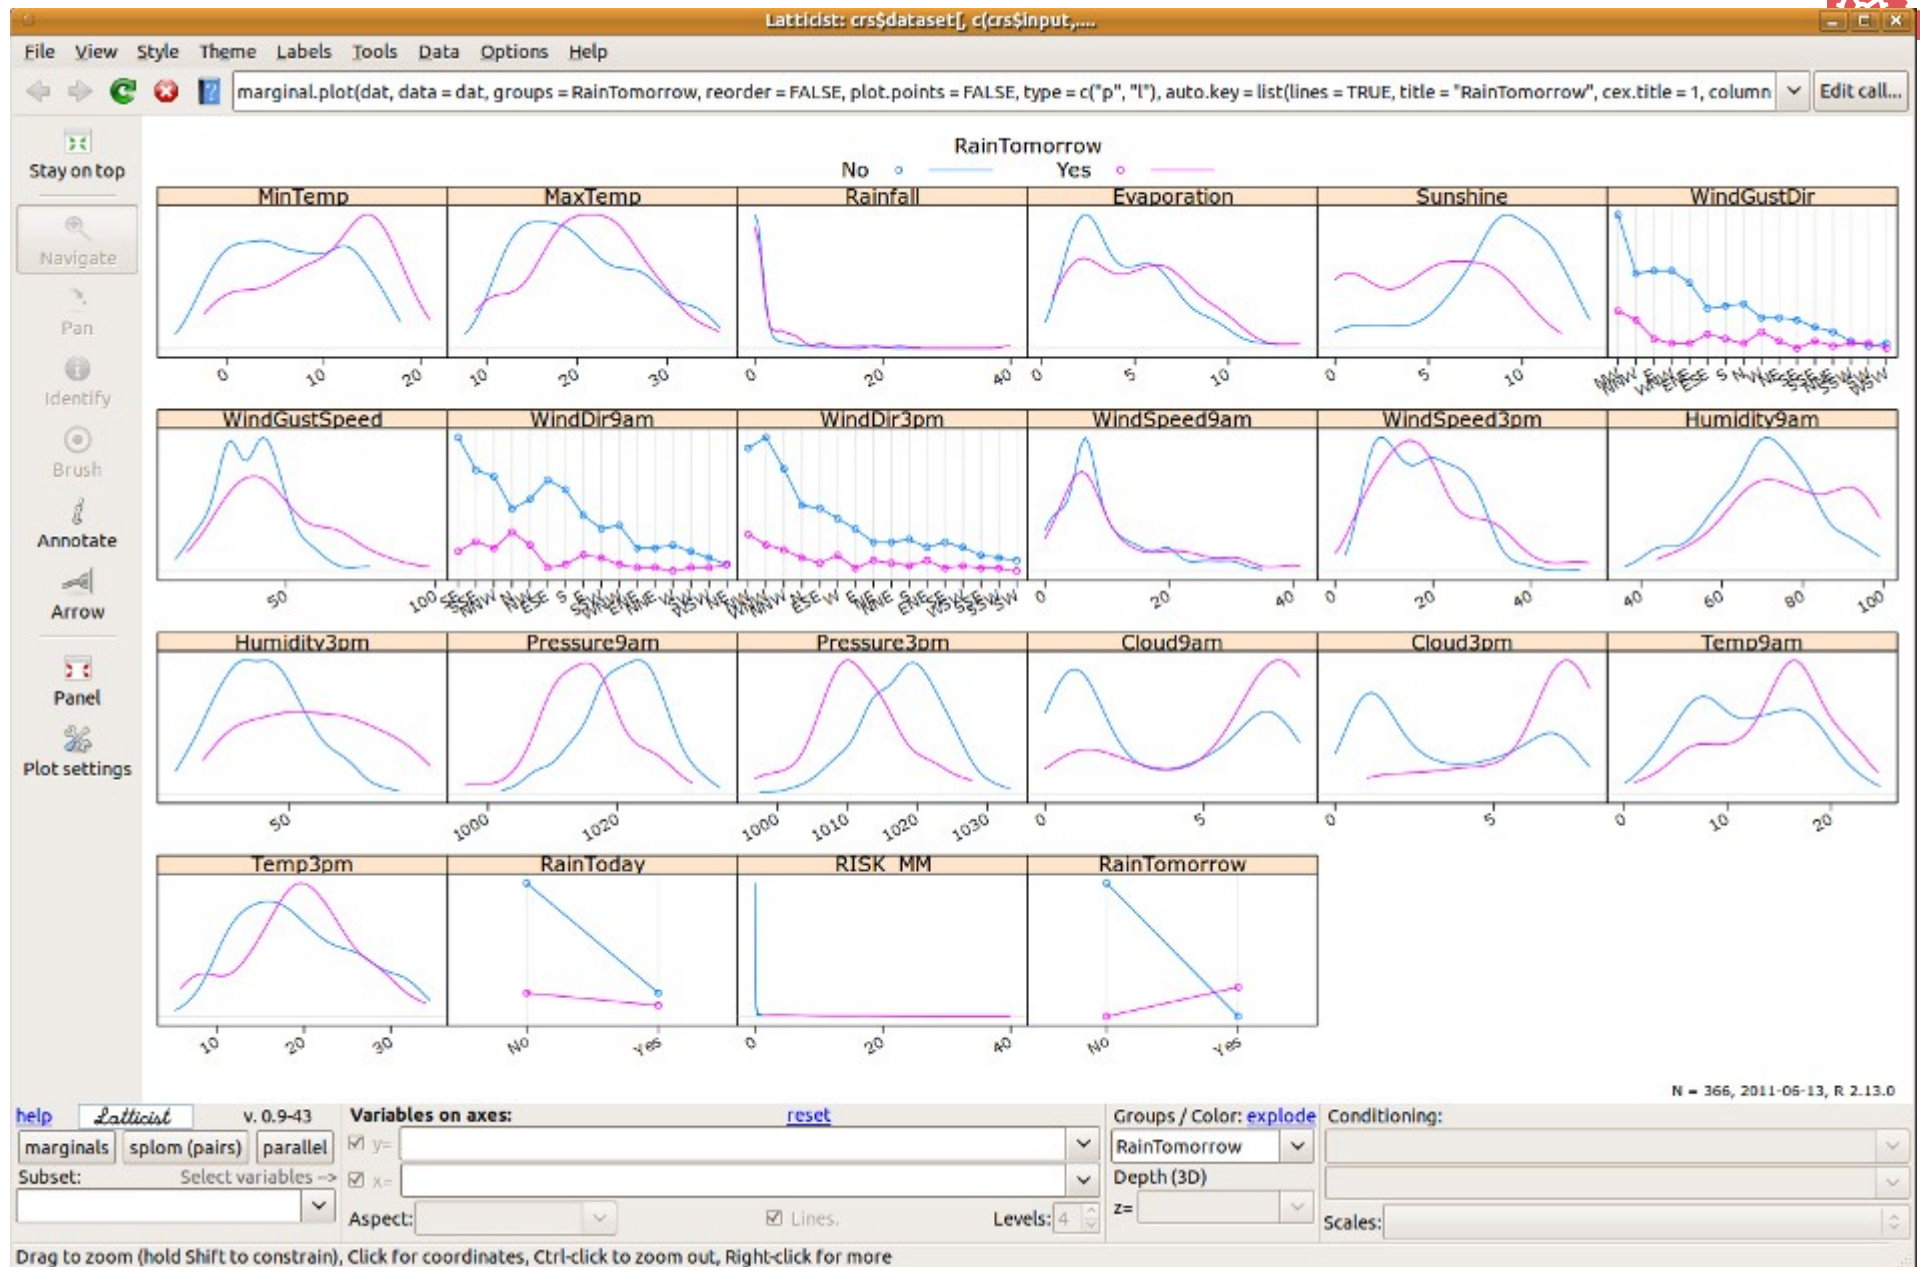 Latticist: crs$dataset[, c(crs$input,....
File View Style Theme Labels Tools Data Options Help
marginal.plot(dat, data = dat, groups = RainTomorrow, reorder = FALSE, plot.points = FALSE, type = c("p", "l"), auto.key = list(lines = TRUE, title = "RainTomorrow", cex.title = 1, column
Edit call...
Stay on top
Navigate
Pan
Identify
Brush
Annotate
Arrow
Panel
Plot settings
RainTomorrow
No Yes
MinTemp MaxTemp Rainfall Evaporation Sunshine WindGustDir
0 10 20 10 20 30 0 20 40 0 5 10 0 5 10
WindGustSpeed WindDir9am WindDir3pm WindSpeed9am WindSpeed3pm Humidity9am
50 100 0 20 40 0 20 40 40 60 80 100
Humidity3pm Pressure9am Pressure3pm Cloud9am Cloud3pm Temp9am
50 1000 1020 1000 1010 1020 1030 0 5 0 5 0 10 20
Temp3pm RainToday RISK_MM RainTomorrow
10 20 30 No Yes 0 20 40 No Yes
N = 366, 2011-06-13, R 2.13.0
help Latticist v. 0.9-43 Variables on axes: reset Groups / Color: explode Conditioning:
marginals splom (pairs) parallel y= RainTomorrow
Subset: Select variables --> x= Depth (3D)
Aspect: Lines. Levels: 4 z= Scales:
Drag to zoom (hold Shift to constrain), Click for coordinates, Ctrl-click to zoom out, Right-click for more